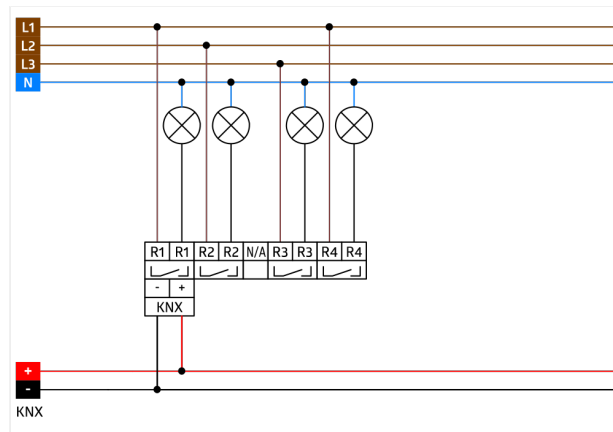 L1
L2
L3
N
R1 R1 R2 R2 N/A R3 R3 R4 R4
- +
KNX
+
-
KNX